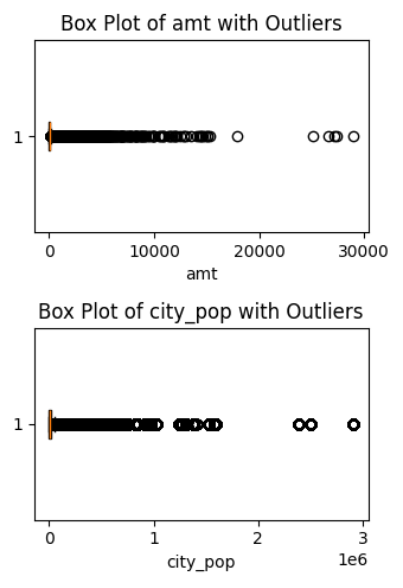 Box Plot of amt with Outliers
1
0 10000 20000 30000
amt
Box Plot of city_pop with Outliers
1
0 1 2 3
1e6
city_pop